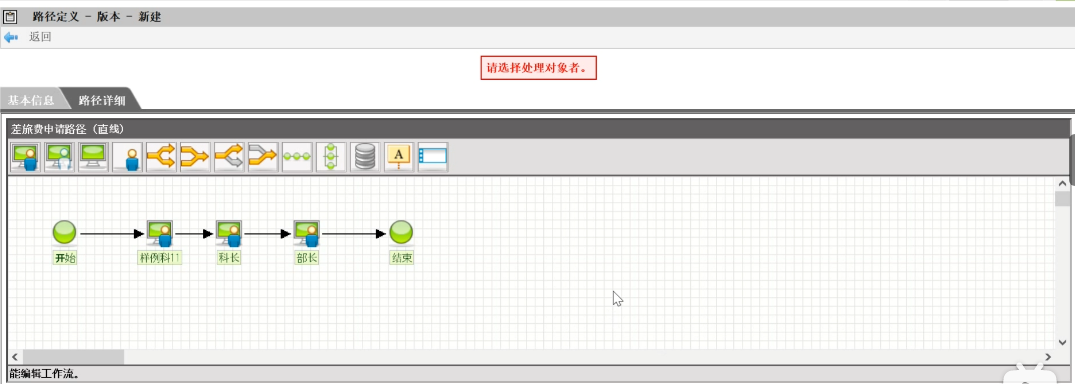 路径定义 - 版本 - 新建
返回
请选择处理对象者。
基本信息 路径详细
差旅费申请路径（直线）
A
开始 样例科11 科长 部长 结束
能编辑工作流。